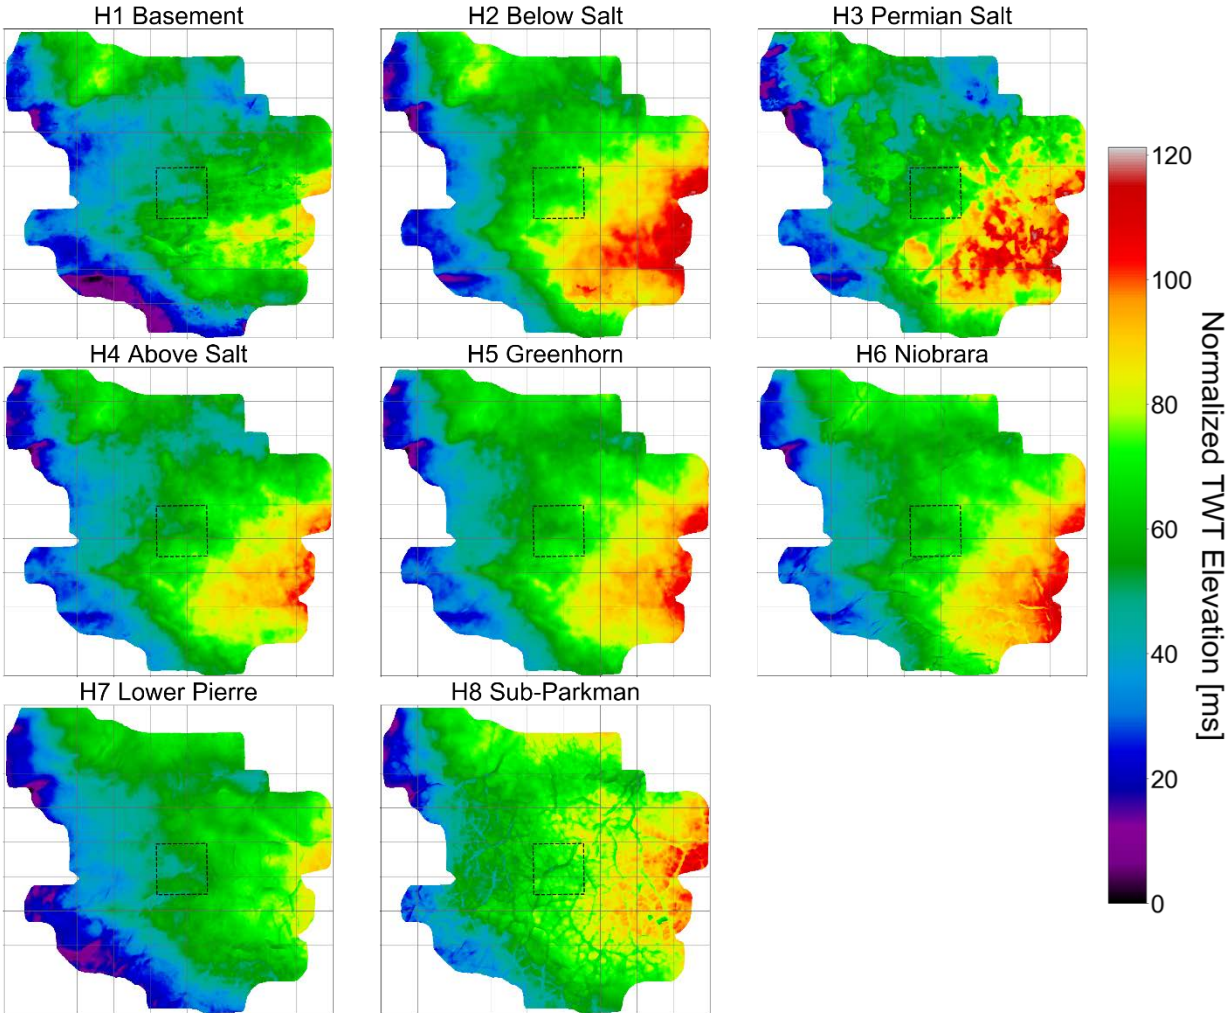 H1 Basement
H2 Below Salt
H3 Permian Salt
H4 Above Salt
H5 Greenhorn
H6 Niobrara
H7 Lower Pierre
H8 Sub-Parkman
120
100
80
60
40
20
0
Normalized TWT Elevation [ms]